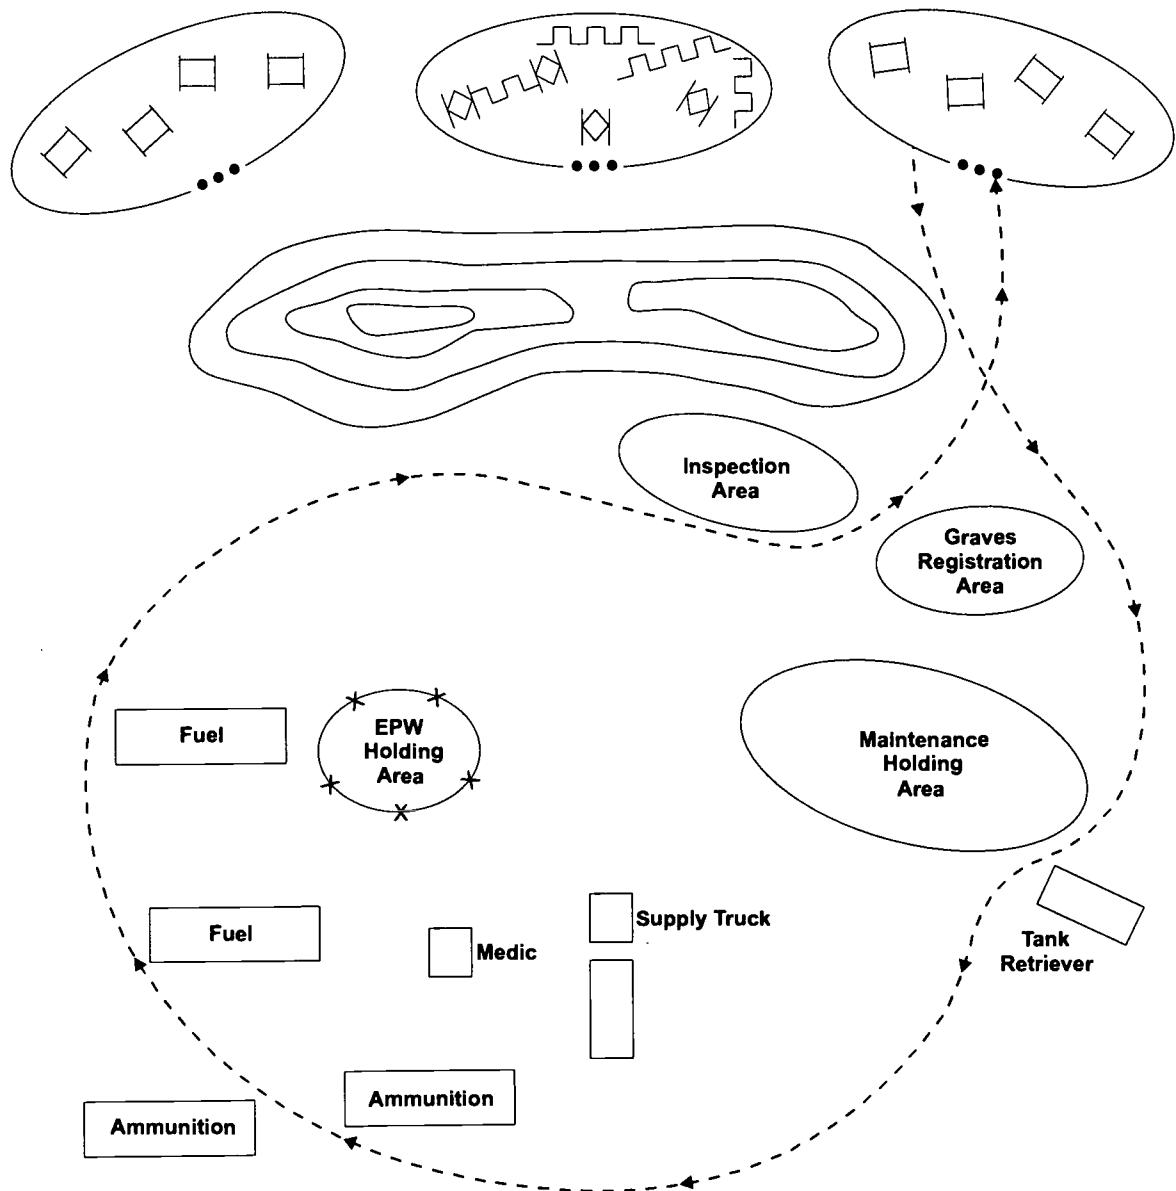 Inspection
Area
Graves
Registration
Area
Fuel
EPW
Holding
Area
Maintenance
Holding
Area
Fuel
Medic
Supply Truck
Tank
Retriever
Ammunition
Ammunition